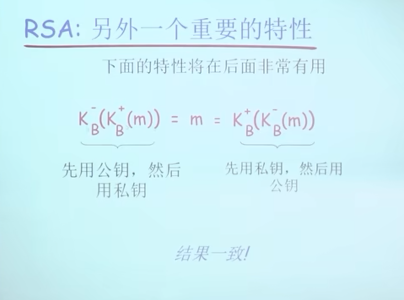 RSA: 另外一个重要的特性
下面的特性将在后面非常有用
K_B^-(K_B^+(m)) = m = K_B^+(K_B^-(m))
先用公钥，然后
用私钥
先用私钥，然后用
公钥
结果一致!